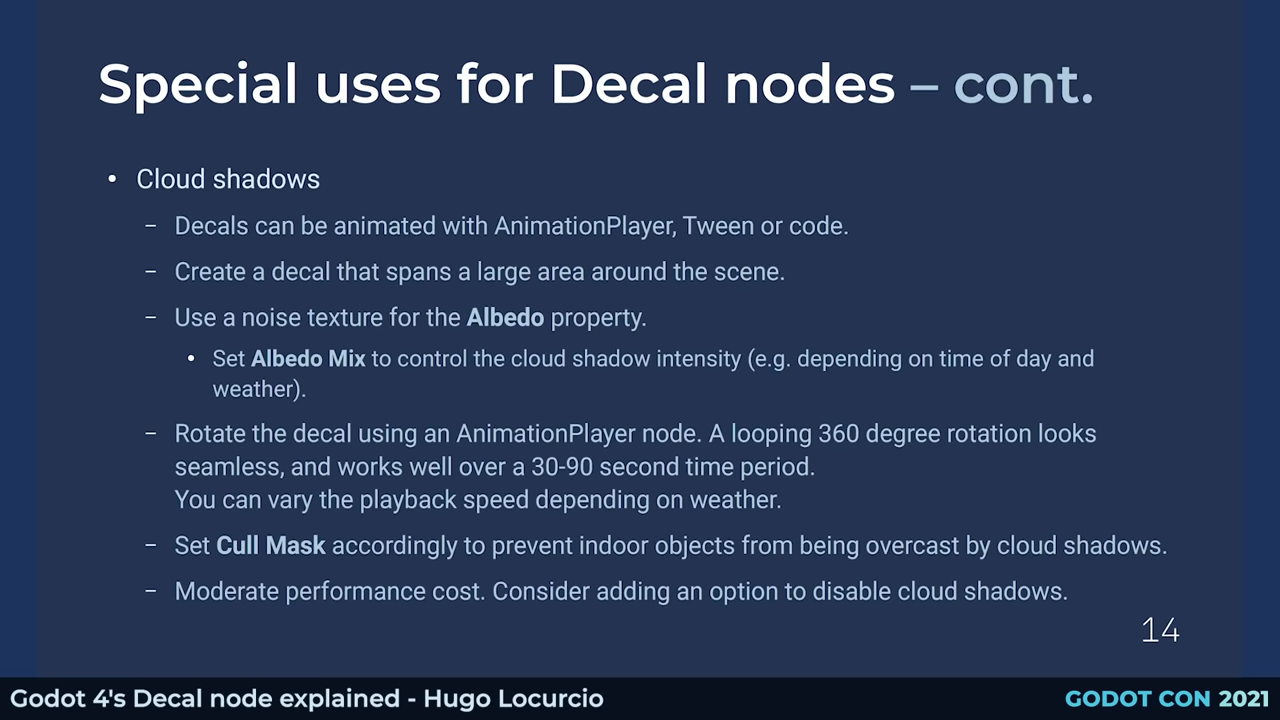 Special uses for Decal nodes – cont.
• Cloud shadows
– Decals can be animated with AnimationPlayer, Tween or code.
– Create a decal that spans a large area around the scene.
– Use a noise texture for the Albedo property.
• Set Albedo Mix to control the cloud shadow intensity (e.g. depending on time of day and
weather).
– Rotate the decal using an AnimationPlayer node. A looping 360 degree rotation looks
seamless, and works well over a 30-90 second time period.
You can vary the playback speed depending on weather.
– Set Cull Mask accordingly to prevent indoor objects from being overcast by cloud shadows.
– Moderate performance cost. Consider adding an option to disable cloud shadows.
14
Godot 4's Decal node explained - Hugo Locurcio
GODOT CON 2021